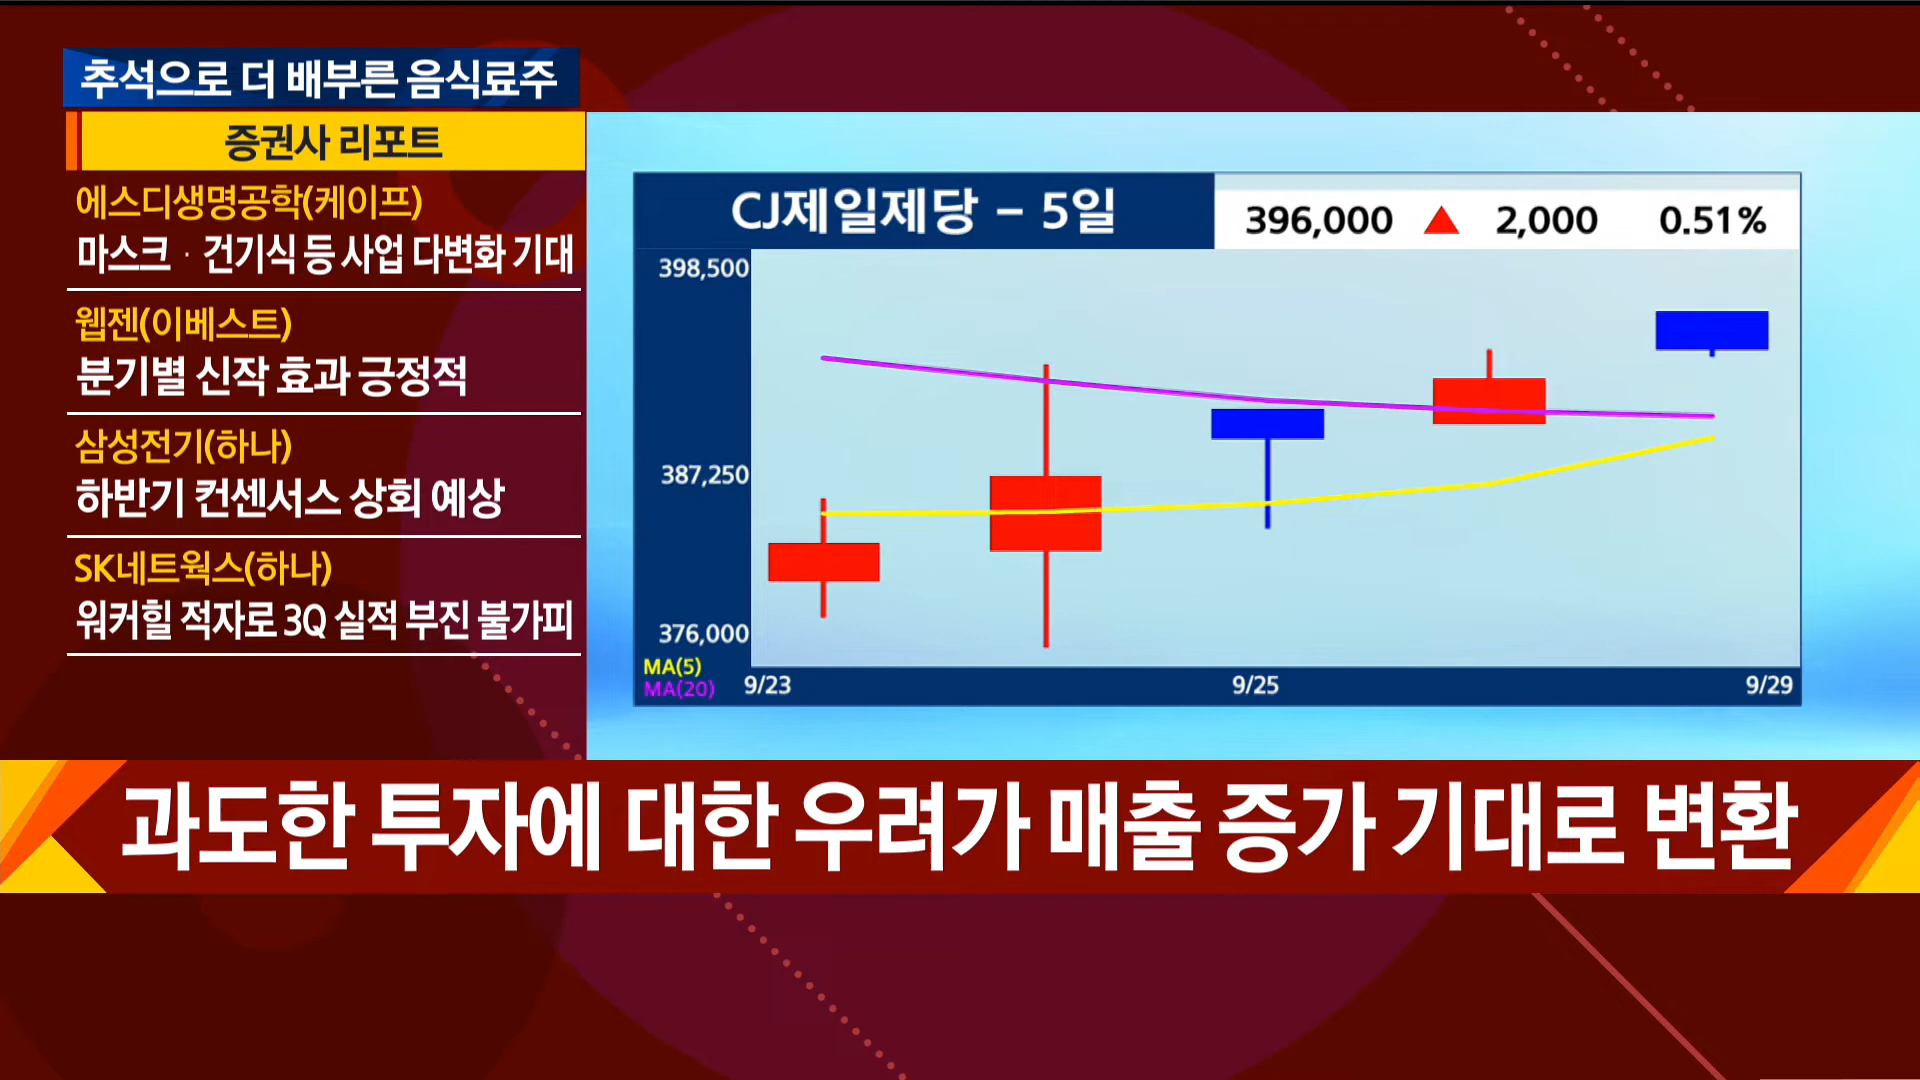 추석으로 더 배부른 음식료주
증권사 리포트
에스디생명공학(케이프)
마스크·건기식 등 사업 다변화 기대
웹젠(이베스트)
분기별 신작 효과 긍정적
삼성전기(하나)
하반기 컨센서스 상회 예상
SK네트웍스(하나)
워커힐 적자로 3Q 실적 부진 불가피
CJ제일제당 - 5일
396,000 ▲ 2,000 0.51%
398,500
387,250
376,000
MA(5)
MA(20)
9/23 9/25 9/29
과도한 투자에 대한 우려가 매출 증가 기대로 변환